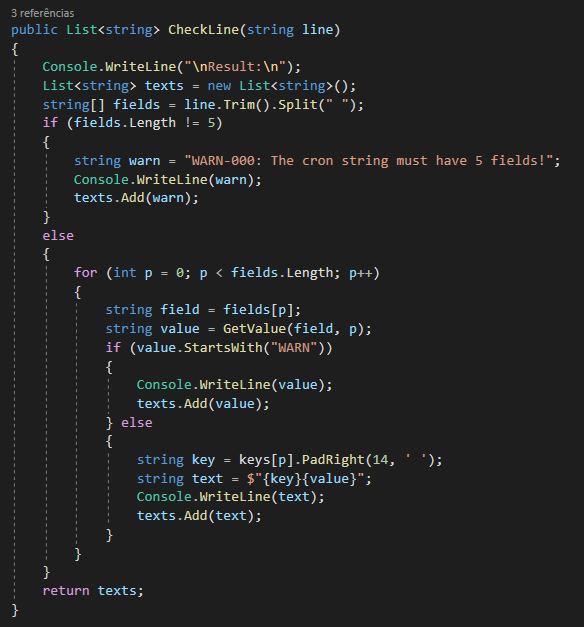 3 referências
public List<string> CheckLine(string line)
{
    Console.WriteLine("\nResult:\n");
    List<string> texts = new List<string>();
    string[] fields = line.Trim().Split(" ");
    if (fields.Length != 5)
    {
        string warn = "WARN-000: The cron string must have 5 fields!";
        Console.WriteLine(warn);
        texts.Add(warn);
    }
    else
    {
        for (int p = 0; p < fields.Length; p++)
        {
            string field = fields[p];
            string value = GetValue(field, p);
            if (value.StartsWith("WARN"))
            {
                Console.WriteLine(value);
                texts.Add(value);
            } else
            {
                string key = keys[p].PadRight(14, ' ');
                string text = $"{key}{value}";
                Console.WriteLine(text);
                texts.Add(text);
            }
        }
    }
    return texts;
}